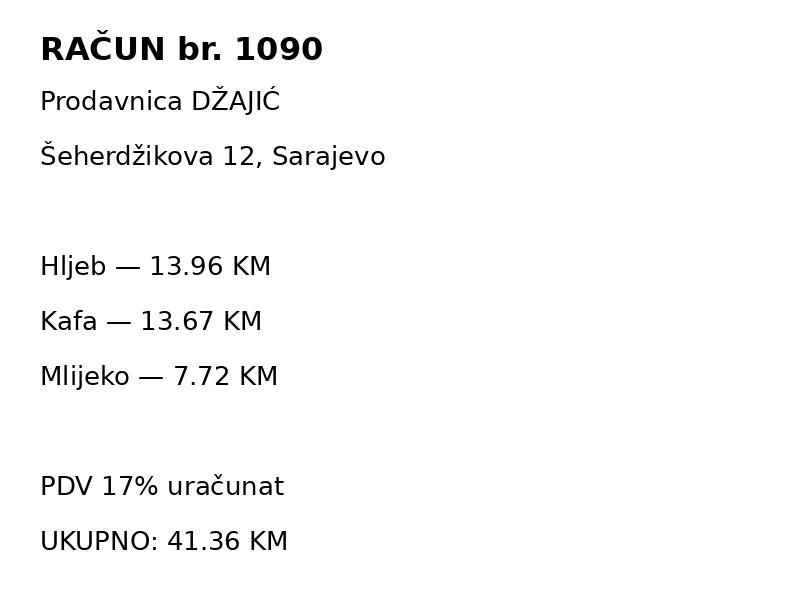 RAČUN br. 1090
Prodavnica DŽAJIĆ
Šeherdžikova 12, Sarajevo
Hljeb — 13.96 KM
Kafa — 13.67 KM
Mlijeko — 7.72 KM
PDV 17% uračunat
UKUPNO: 41.36 KM